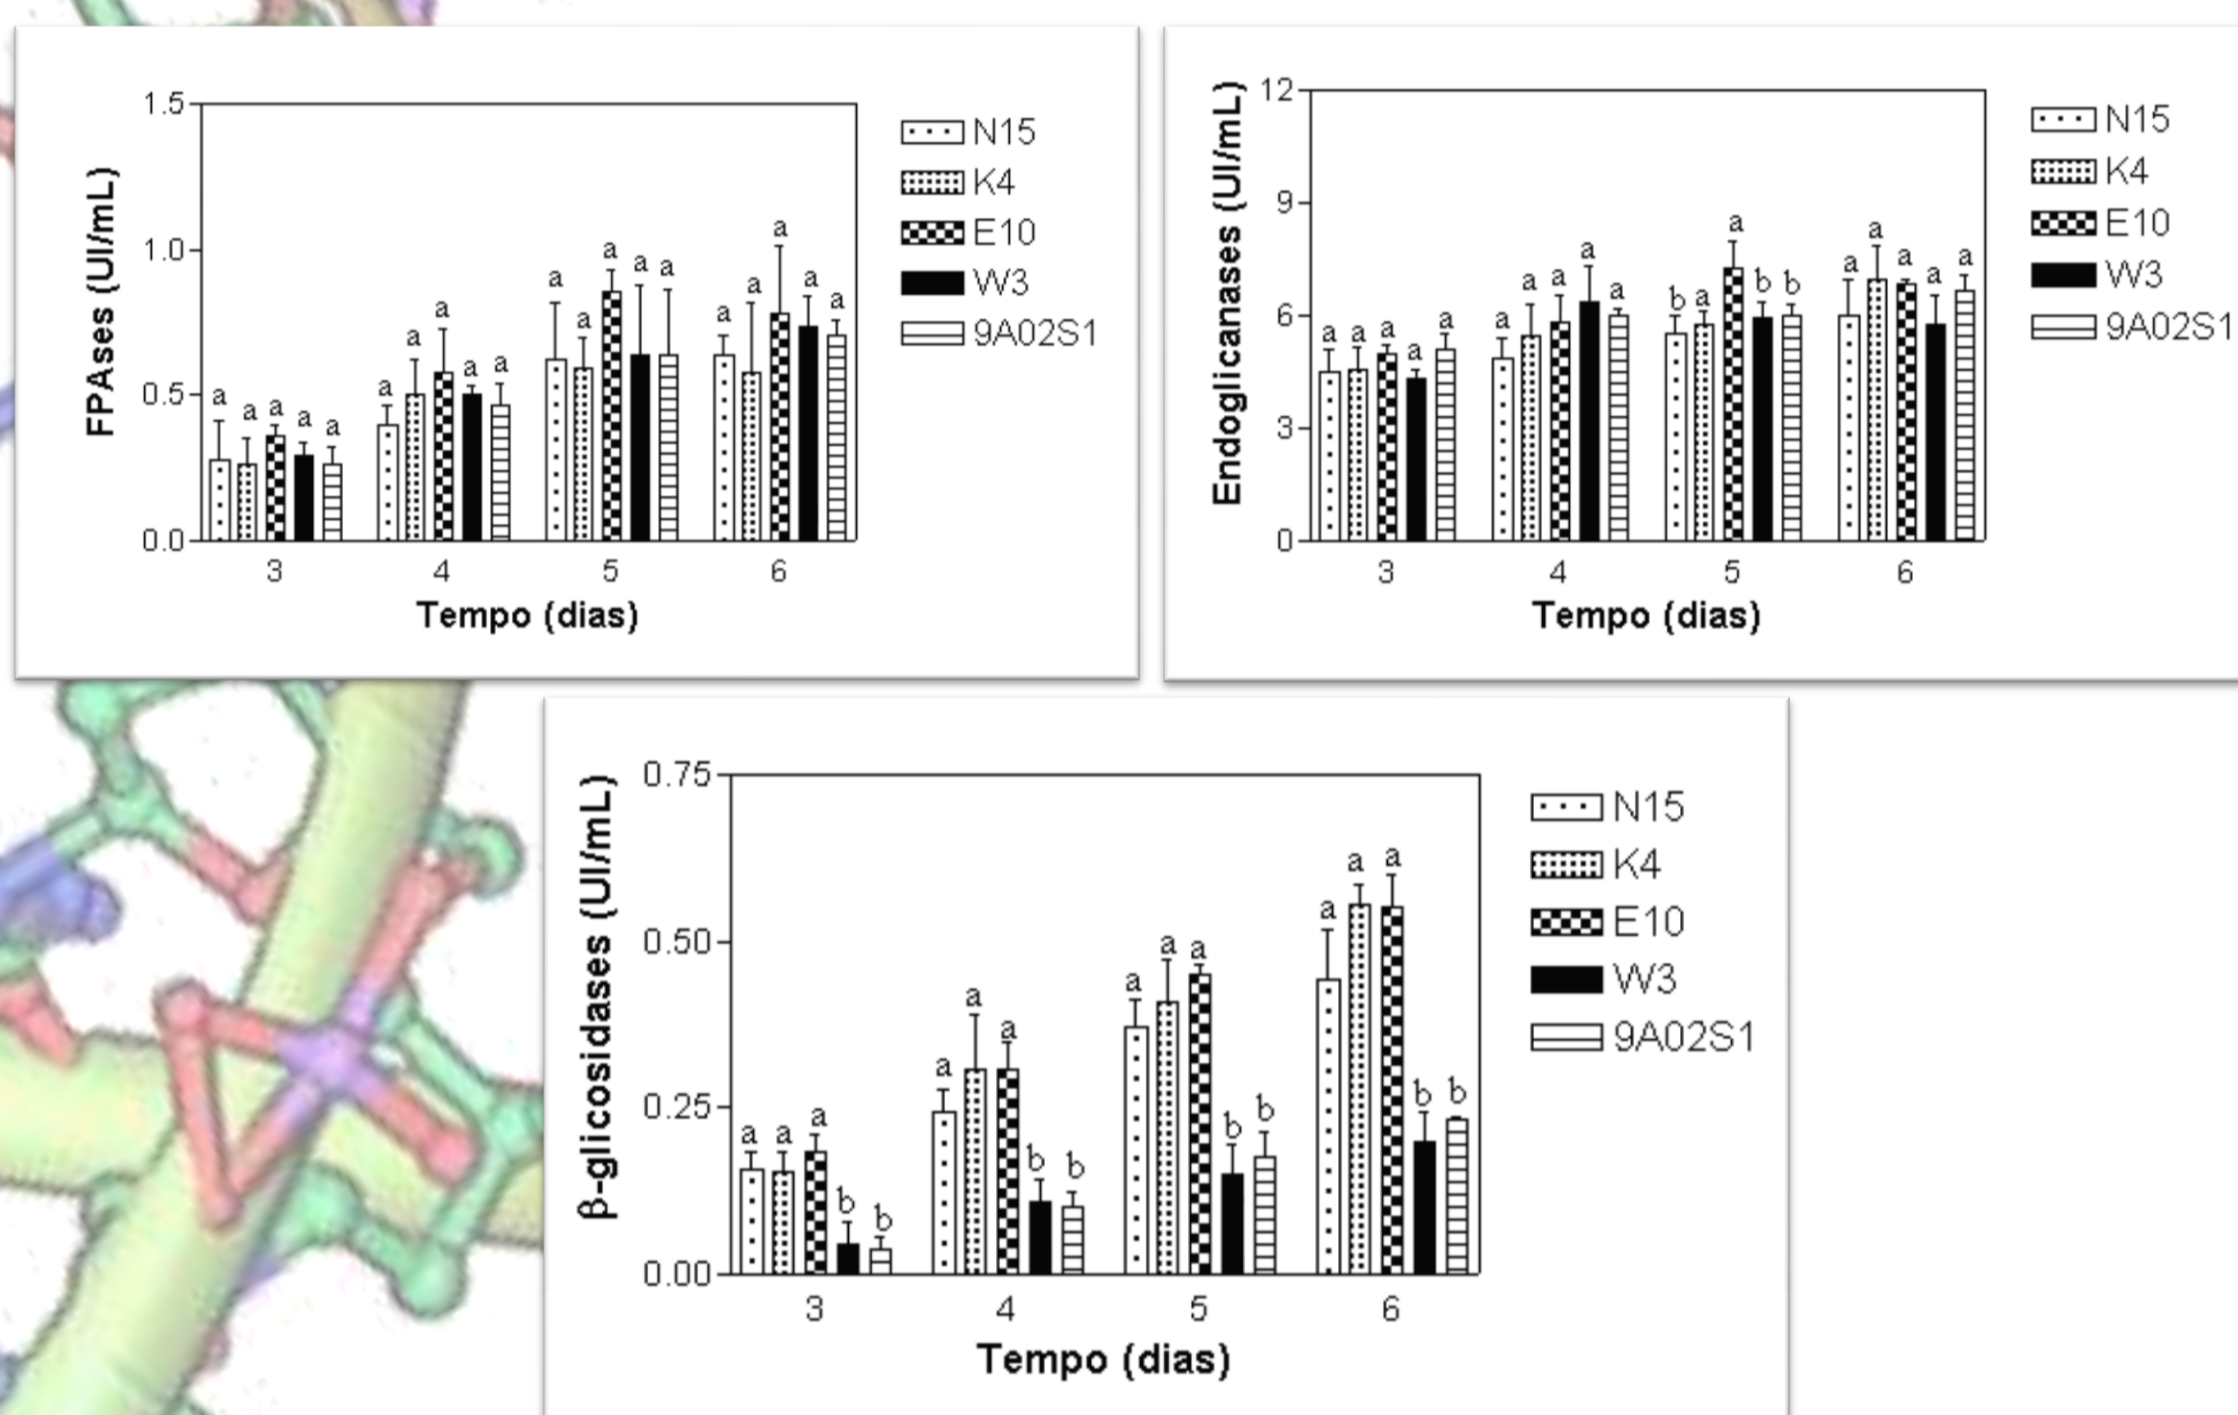 FPAses (UI/mL)
1.5
1.0
0.5
0.0
a a a a a
a a a a a
a a a a a
a a a a a
3 4 5 6
Tempo (dias)
N15
K4
E10
W3
9A02S1
Endoglicanases (UI/mL)
12
9
6
3
0
a a a a a
a a a a a
b a a b b
a a a a a
3 4 5 6
Tempo (dias)
N15
K4
E10
W3
9A02S1
β-glicosidases (UI/mL)
0.75
0.50
0.25
0.00
a a a b b
a a a b b
a a a b b
a a a b b
3 4 5 6
Tempo (dias)
N15
K4
E10
W3
9A02S1